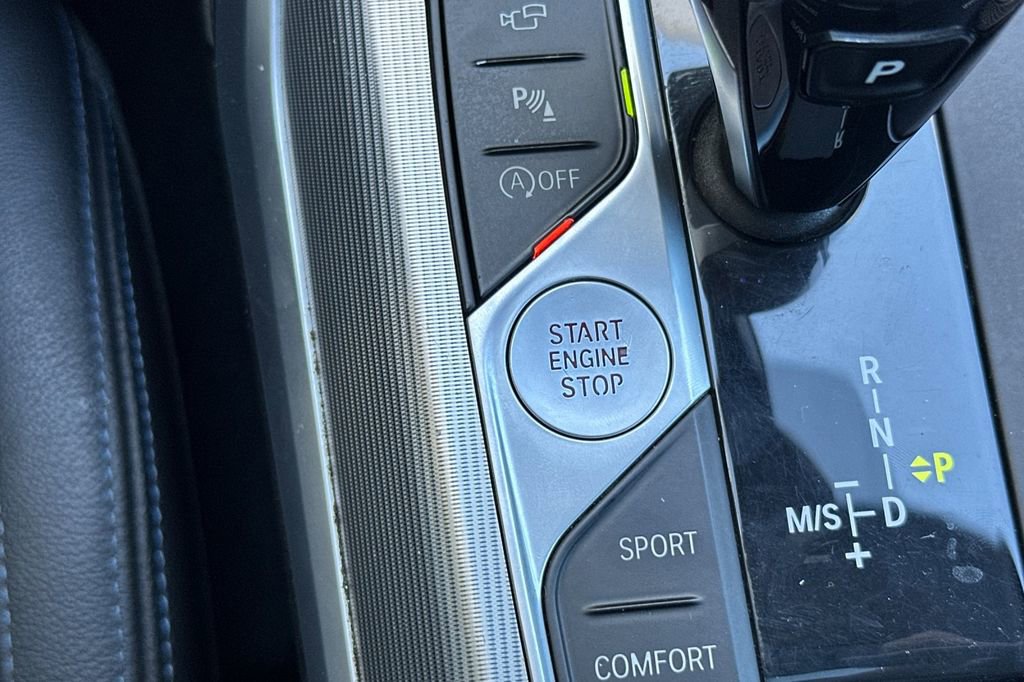 P
P
A OFF
START
ENGINE
STOP
R
N
P
M/S
D
−
+
SPORT
COMFORT